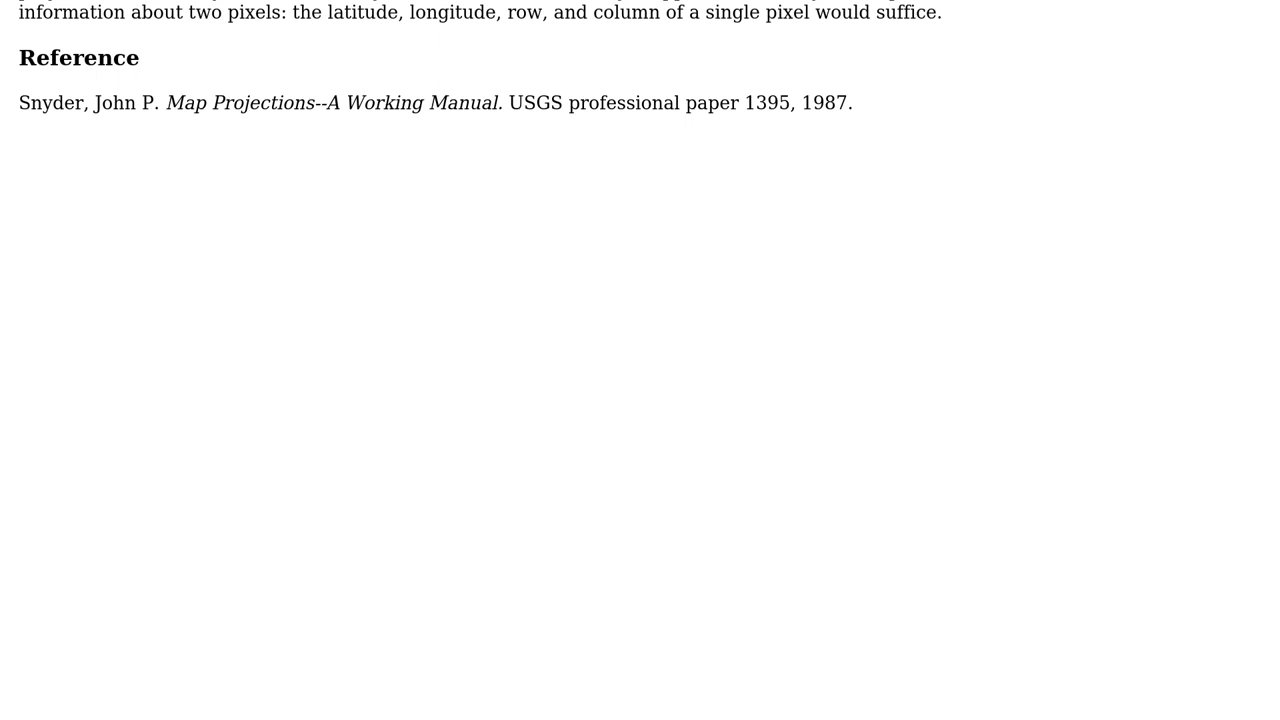 information about two pixels: the latitude, longitude, row, and column of a single pixel would suffice.
Reference
Snyder, John P. Map Projections--A Working Manual. USGS professional paper 1395, 1987.